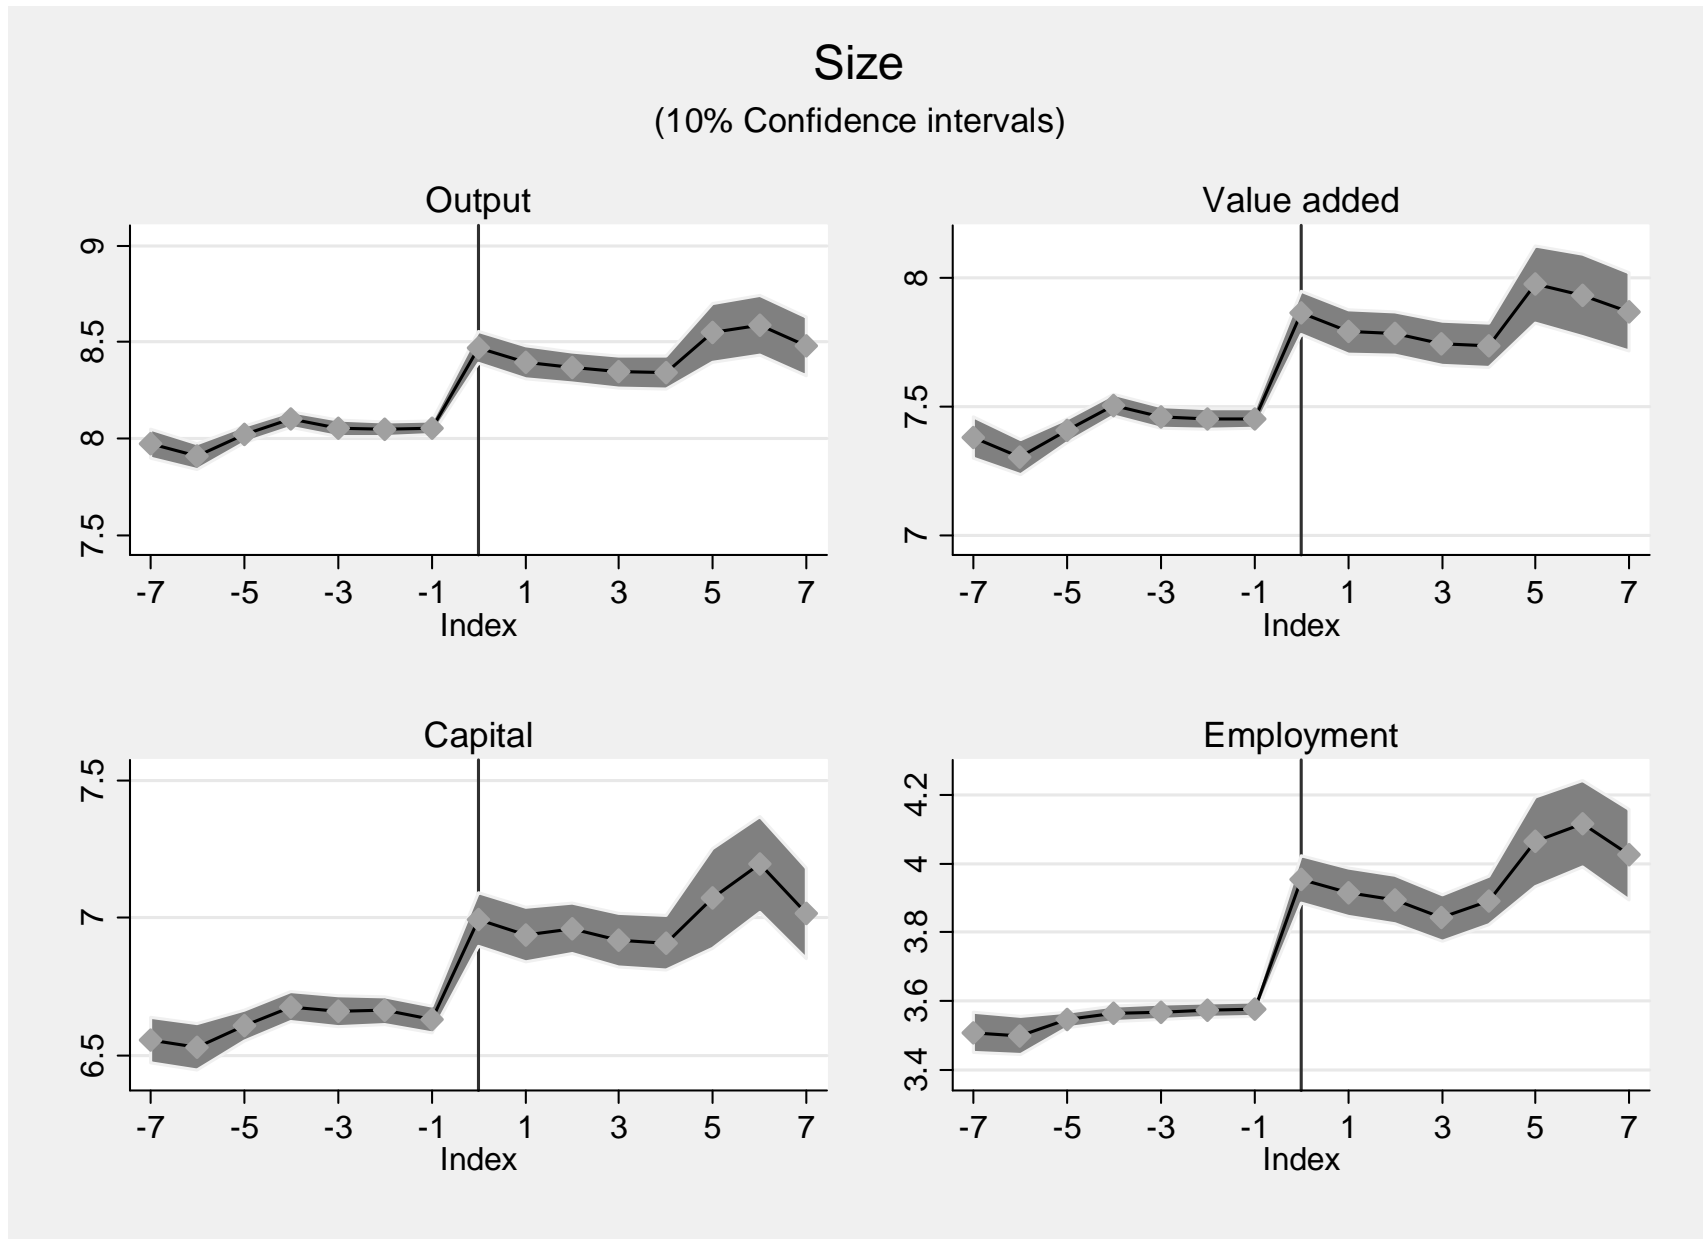 Size
(10% Confidence intervals)
Output
9
8.5
8
7.5
-7 -5 -3 -1 1 3 5 7
Index
Value added
8
7.5
7
-7 -5 -3 -1 1 3 5 7
Index
Capital
7.5
7
6.5
-7 -5 -3 -1 1 3 5 7
Index
Employment
4.2
4
3.8
3.6
3.4
-7 -5 -3 -1 1 3 5 7
Index